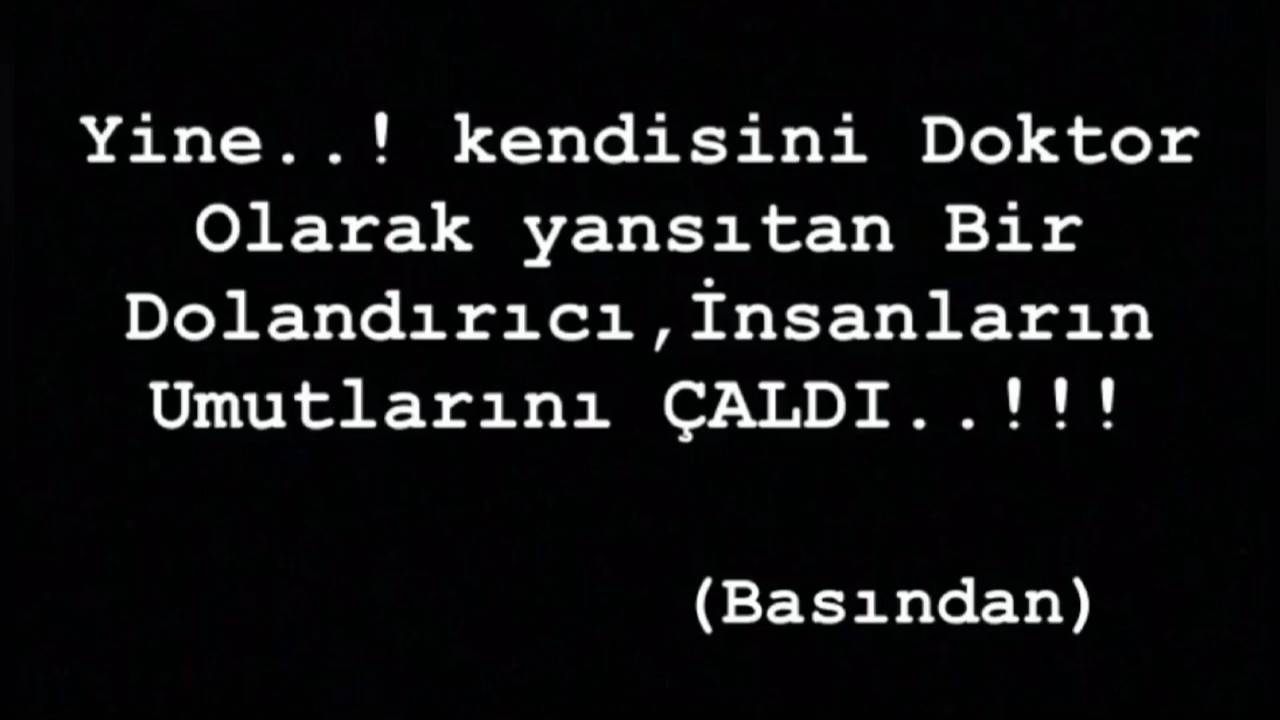 Yine..! kendisini Doktor
Olarak yansıtan Bir
Dolandırıcı,İnsanların
Umutlarını ÇALDI..!!!
(Basından)